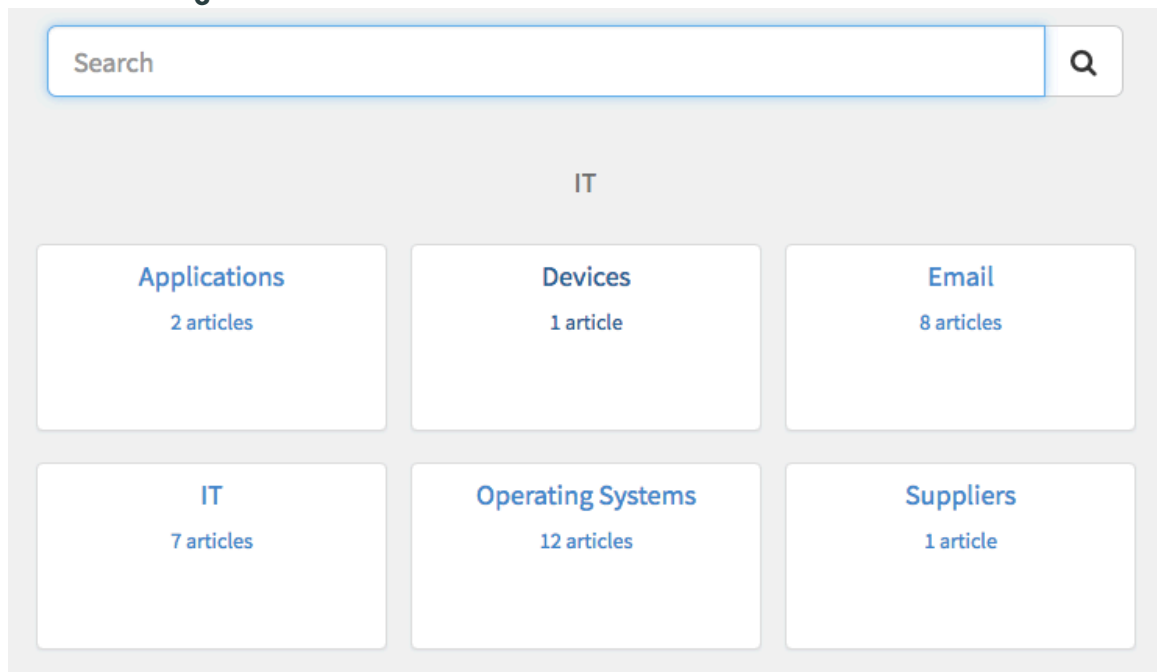 Search
IT
Applications
2 articles
Devices
1 article
Email
8 articles
IT
7 articles
Operating Systems
12 articles
Suppliers
1 article